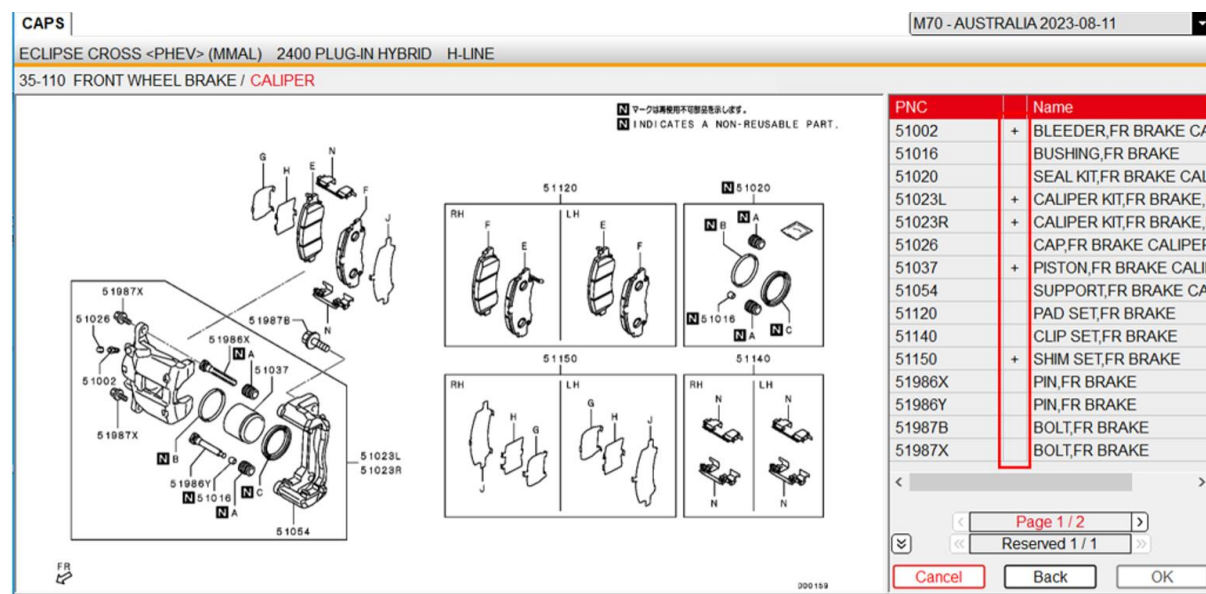 CAPS
M70 - AUSTRALIA 2023-08-11
ECLIPSE CROSS <PHEV> (MMAL) 2400 PLUG-IN HYBRID H-LINE
35-110 FRONT WHEEL BRAKE / CALIPER
N マークは再使用不可部品を示します。
N INDICATES A NON-REUSABLE PART.
G
H
E
N
F
J
N
51987X
51026
51002
51987X
51986X
N A
51037
51987B
N B
51986Y
N 51016
N A
N C
51054
51023L
51023R
FR
51120
RH
F
E
LH
E
F
N 51020
N B
N A
N 51016
N A
N C
51150
RH
J
H
G
LH
G
H
J
51140
RH
N
N
LH
N
N
000159
PNC Name
51002 + BLEEDER,FR BRAKE CA
51016 BUSHING,FR BRAKE
51020 SEAL KIT,FR BRAKE CAL
51023L + CALIPER KIT,FR BRAKE,
51023R + CALIPER KIT,FR BRAKE,
51026 CAP,FR BRAKE CALIPER
51037 + PISTON,FR BRAKE CALI
51054 SUPPORT,FR BRAKE CA
51120 PAD SET,FR BRAKE
51140 CLIP SET,FR BRAKE
51150 + SHIM SET,FR BRAKE
51986X PIN,FR BRAKE
51986Y PIN,FR BRAKE
51987B BOLT,FR BRAKE
51987X BOLT,FR BRAKE
Page 1 / 2
Reserved 1 / 1
Cancel Back OK